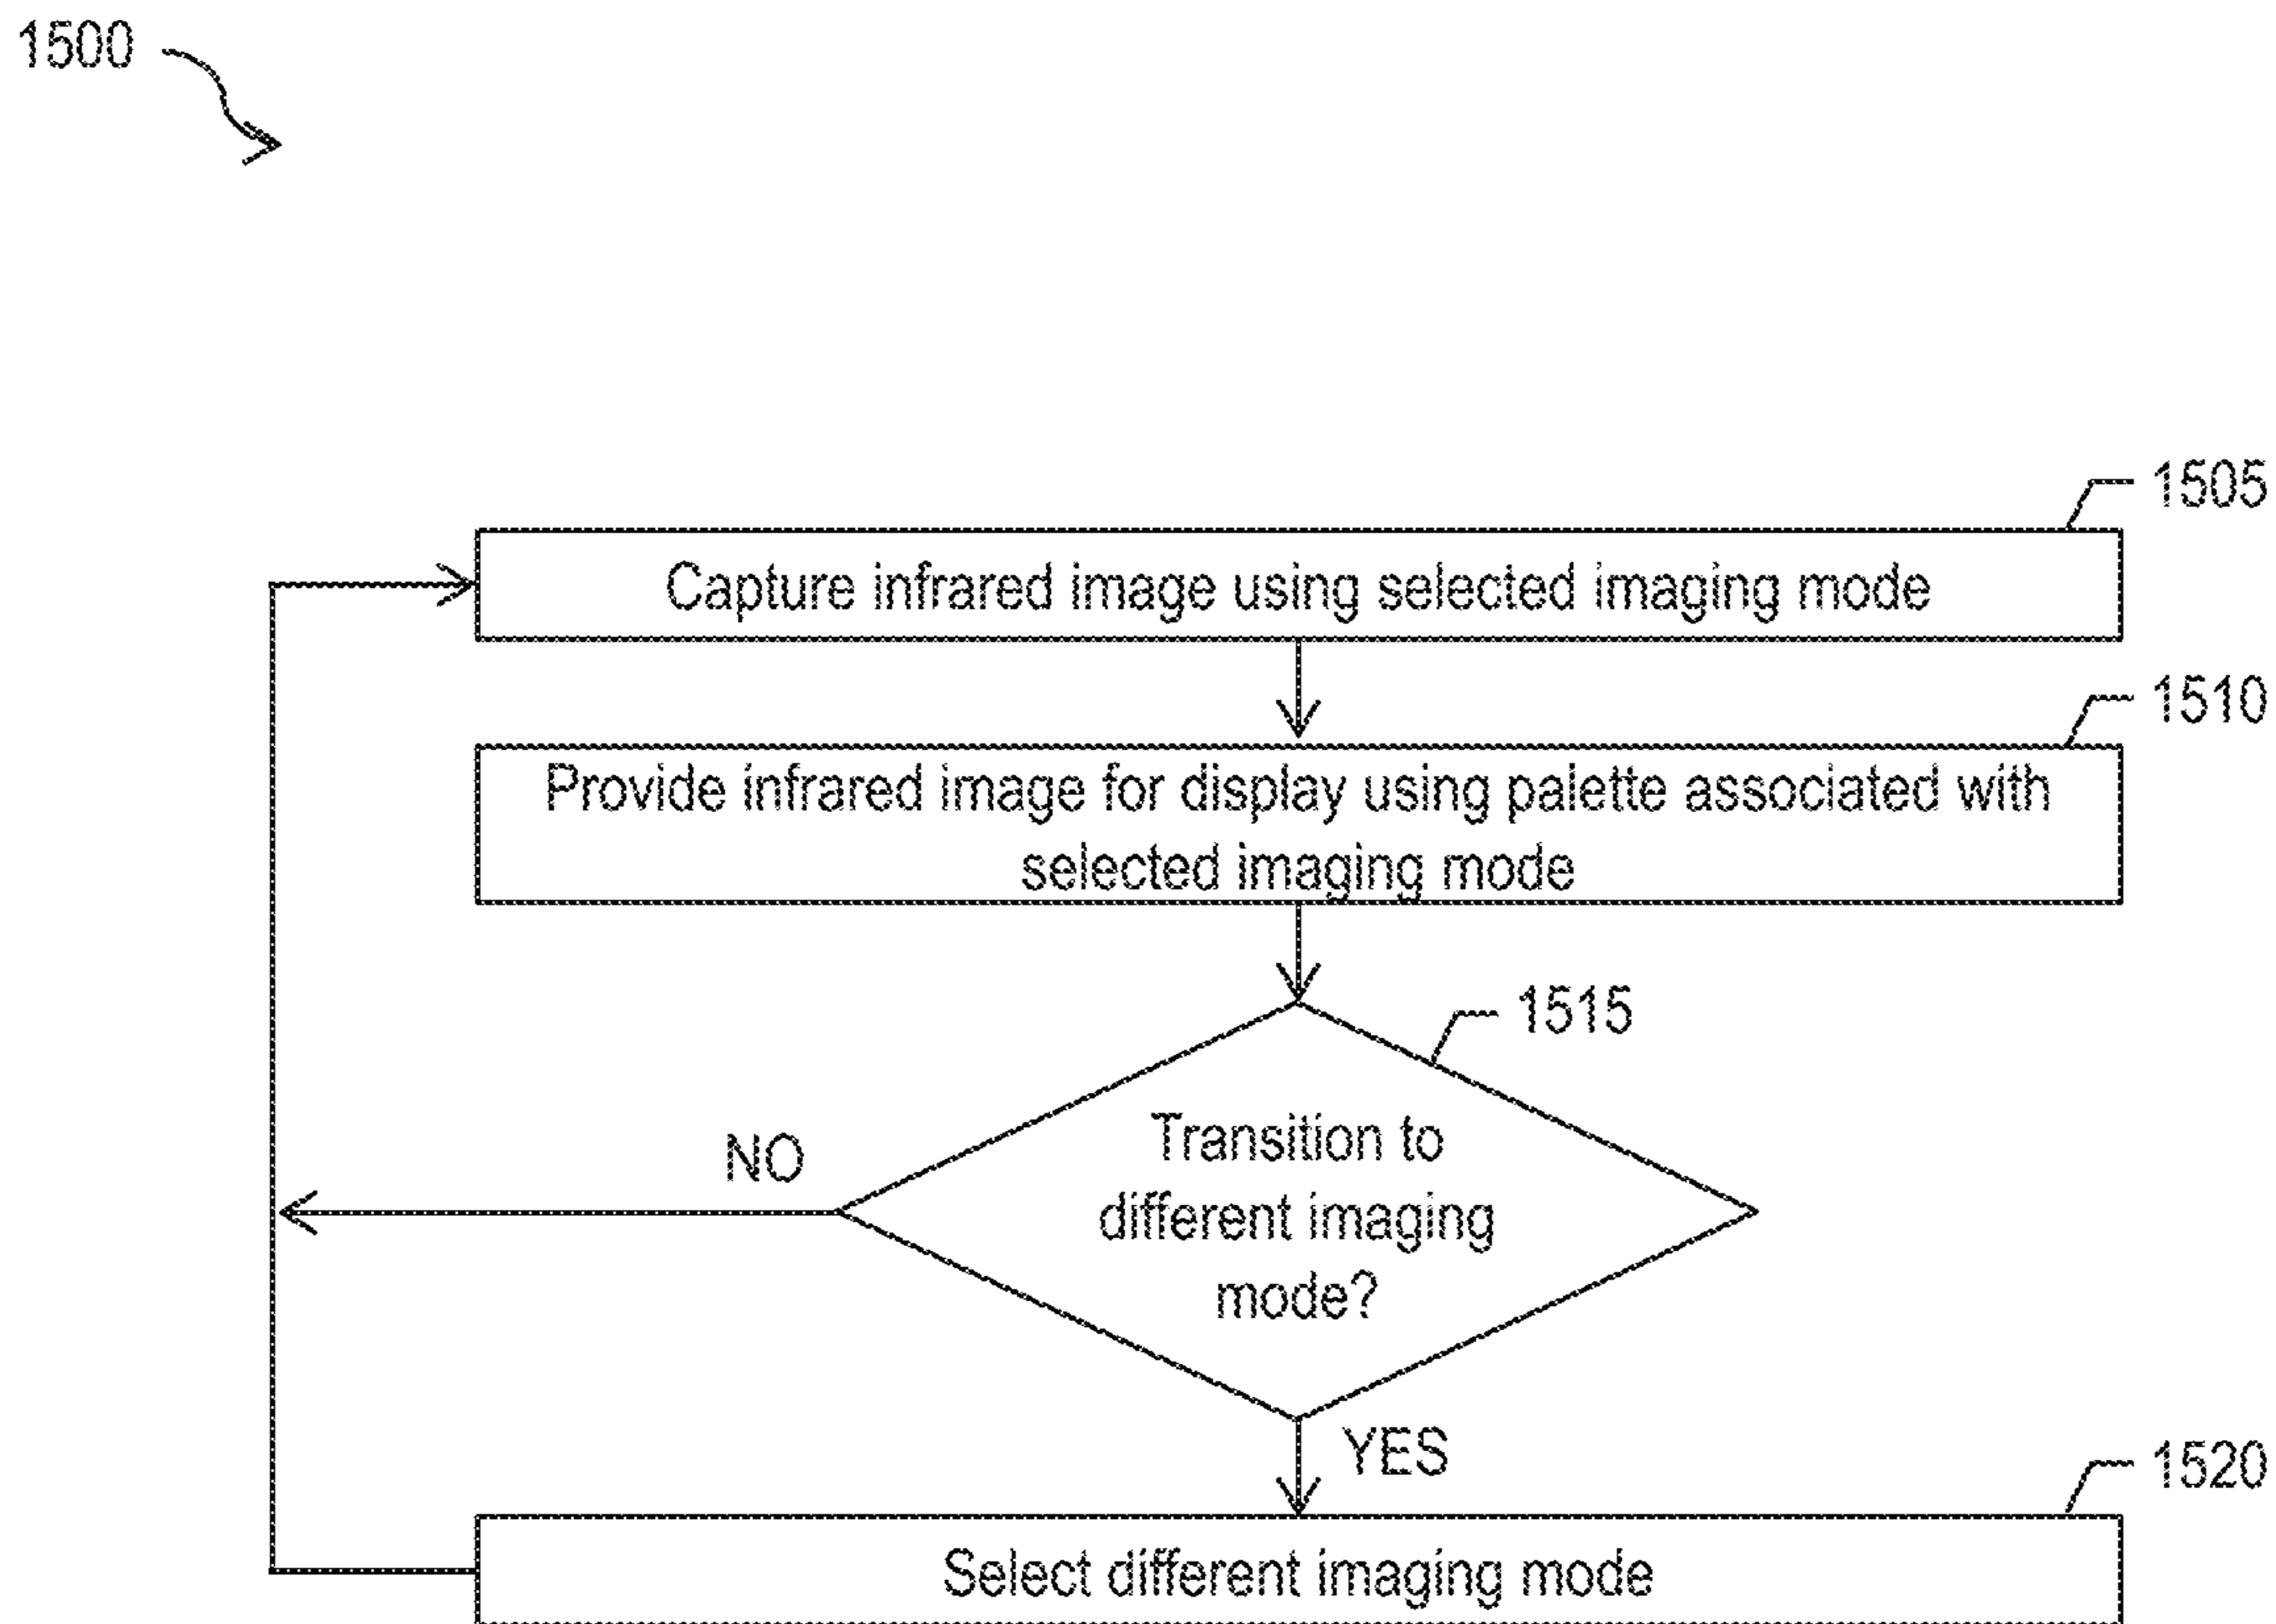 1500
1505
Capture infrared image using selected imaging mode
1510
Provide infrared image for display using palette associated with
selected imaging mode
1515
Transition to
different imaging
mode?
NO
YES
1520
Select different imaging mode